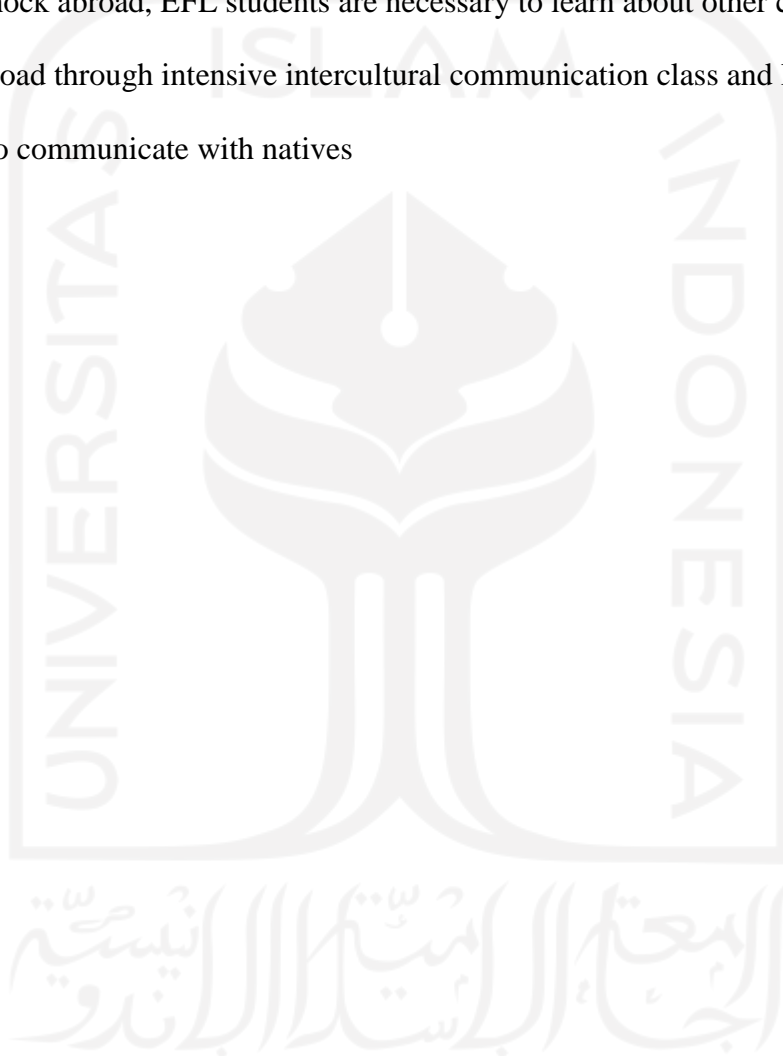 hock abroad, EFL students are necessary to learn about other c
road through intensive intercultural communication class and
o communicate with natives
ISLAM
UNIVERSITAS
INDONESIA